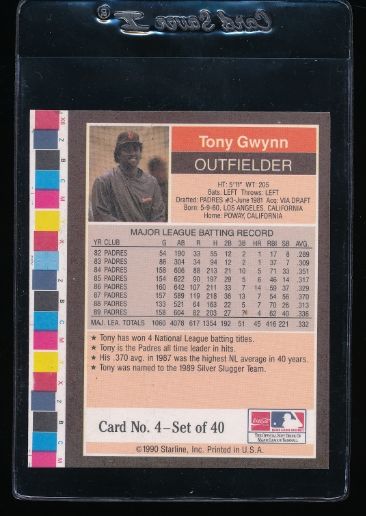 Card Saver I ®
Tony Gwynn
OUTFIELDER
HT: 5'11" WT: 205
Bats: LEFT Throws: LEFT
Drafted: PADRES #3-June 1981 Acq: VIA DRAFT
Born: 5-9-60, LOS ANGELES, CALIFORNIA
Home: POWAY, CALIFORNIA
MAJOR LEAGUE BATTING RECORD
YR. CLUB G AB R H 2B 3B HR RBI SB AVG.
82 PADRES 54 190 33 55 12 2 1 17 8 .289
83 PADRES 86 304 34 94 12 2 1 37 7 .309
84 PADRES 158 606 88 213 21 10 5 71 33 .351
85 PADRES 154 622 90 197 29 5 6 46 14 .317
86 PADRES 160 642 107 211 33 7 14 59 37 .329
87 PADRES 157 589 119 218 36 13 7 54 56 .370
88 PADRES 133 521 64 163 22 5 7 70 26 .313
89 PADRES 158 604 82 203 27 7 4 62 40 .336
MAJ. LEA. TOTALS 1060 4078 617 1354 192 51 45 416 221 .332
★ Tony has won 4 National League batting titles.
★ Tony is the Padres all time leader in hits.
★ His .370 avg. in 1987 was the highest NL average in 40 years.
★ Tony was named to the 1989 Silver Slugger Team.
Card No. 4–Set of 40
Coca-Cola
©1990 Starline, Inc. Printed in U.S.A.